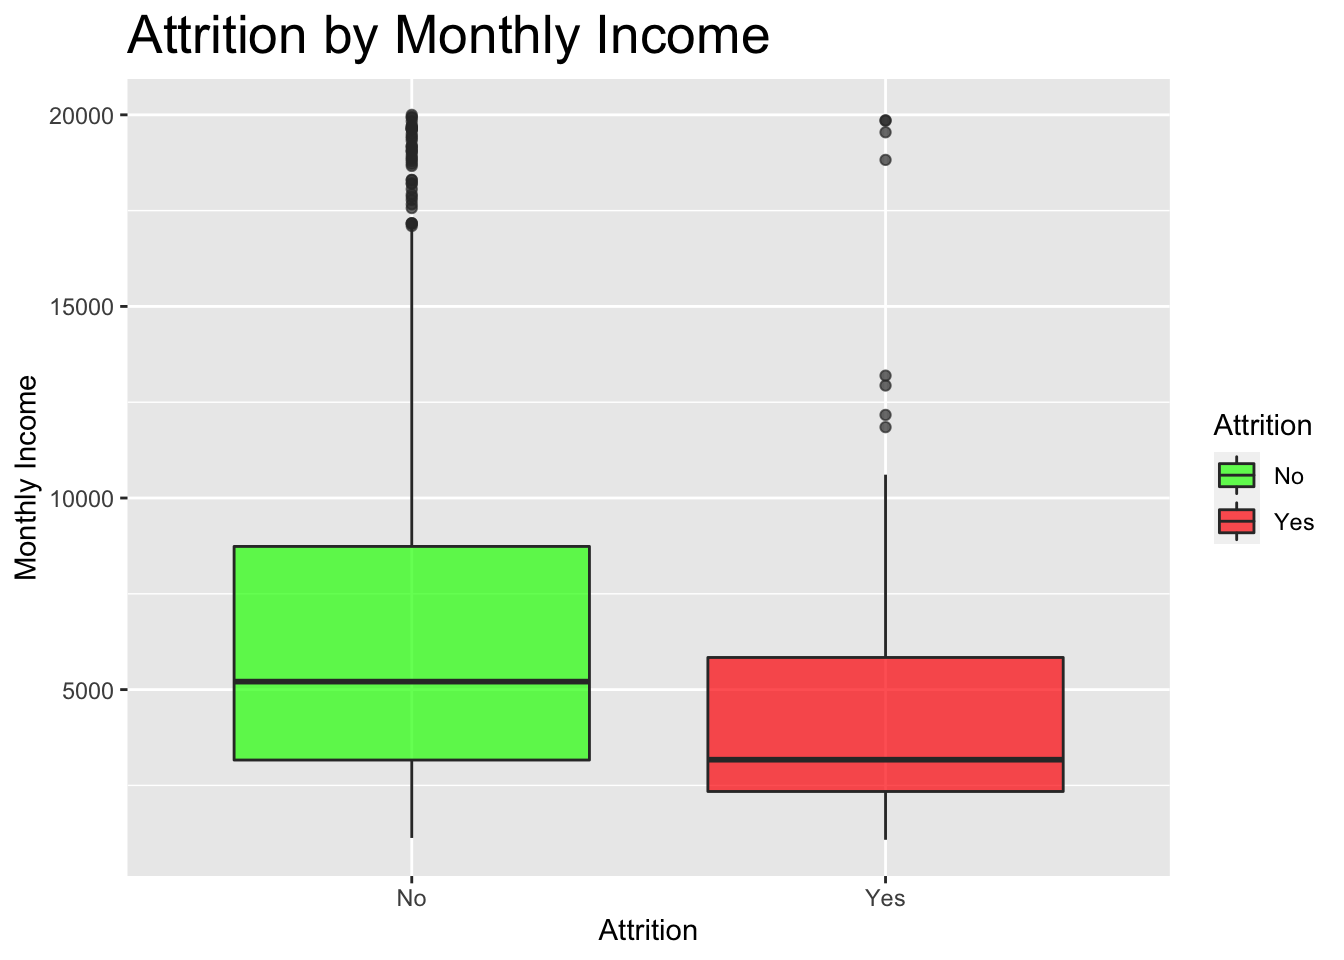 Attrition by Monthly Income
20000
15000
10000
5000
Monthly Income
No
Yes
Attrition
Attrition
No
Yes